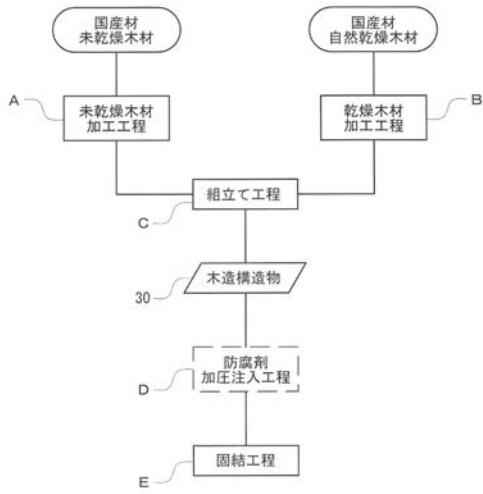 国産材
未乾燥木材
国産材
自然乾燥木材
A
未乾燥木材
加工工程
乾燥木材
加工工程
B
組立て工程
C
木造構造物
30
防腐剤
加圧注入工程
D
固結工程
E